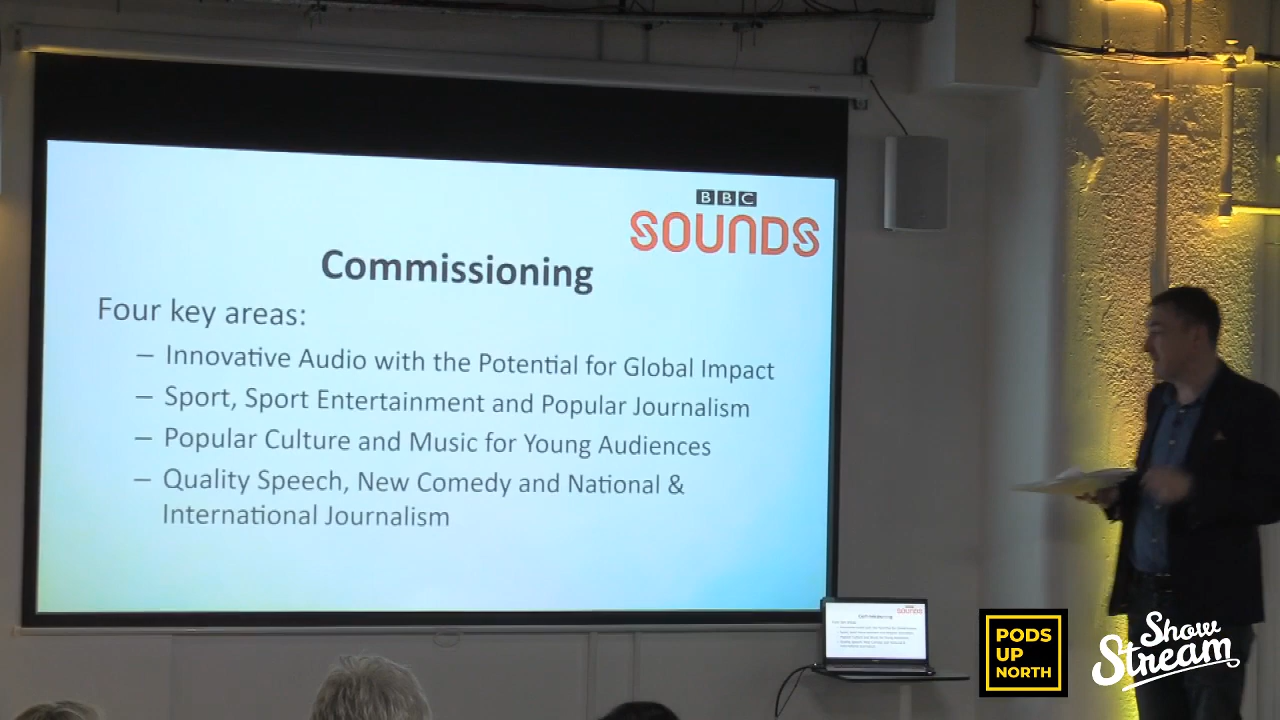 BBC
SOUNDS
Commissioning
Four key areas:
– Innovative Audio with the Potential for Global Impact
– Sport, Sport Entertainment and Popular Journalism
– Popular Culture and Music for Young Audiences
– Quality Speech, New Comedy and National &
International Journalism
PODS
UP
NORTH
Show
Stream